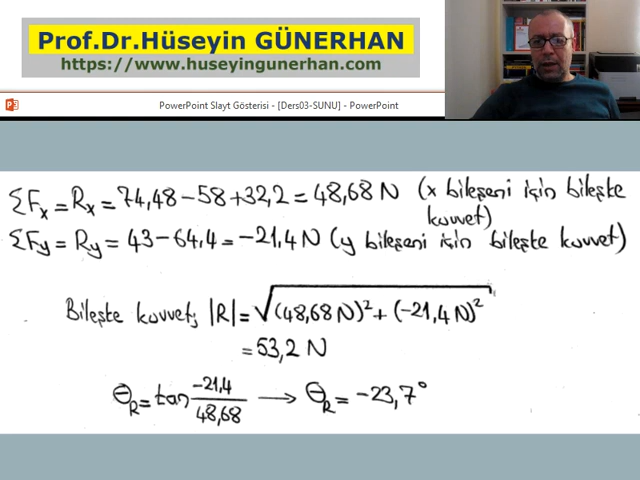 Prof.Dr.Hüseyin GÜNERHAN
https://www.huseyingunerhan.com
PowerPoint Slayt Gösterisi - [Ders03-SUNU] - PowerPoint
ΣFx = Rx = 74,48 - 58 + 32,2 = 48,68 N (x bileşeni için bileşke
kuvvet)
ΣFy = Ry = 43 - 64,4 = -21,4 N (y bileşeni için bileşke kuvvet)
Bileşke kuvvet, |R| = √(48,68 N)² + (-21,4 N)²
= 53,2 N
θR = tan -21,4/48,68 → θR = -23,7°